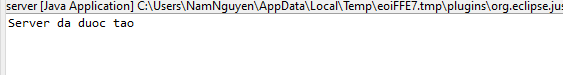 server [Java Application] C:\Users\NamNguyen\AppData\Local\Temp\eoiFFE7.tmp\plugins\org.eclipse.jus
Server da duoc tao